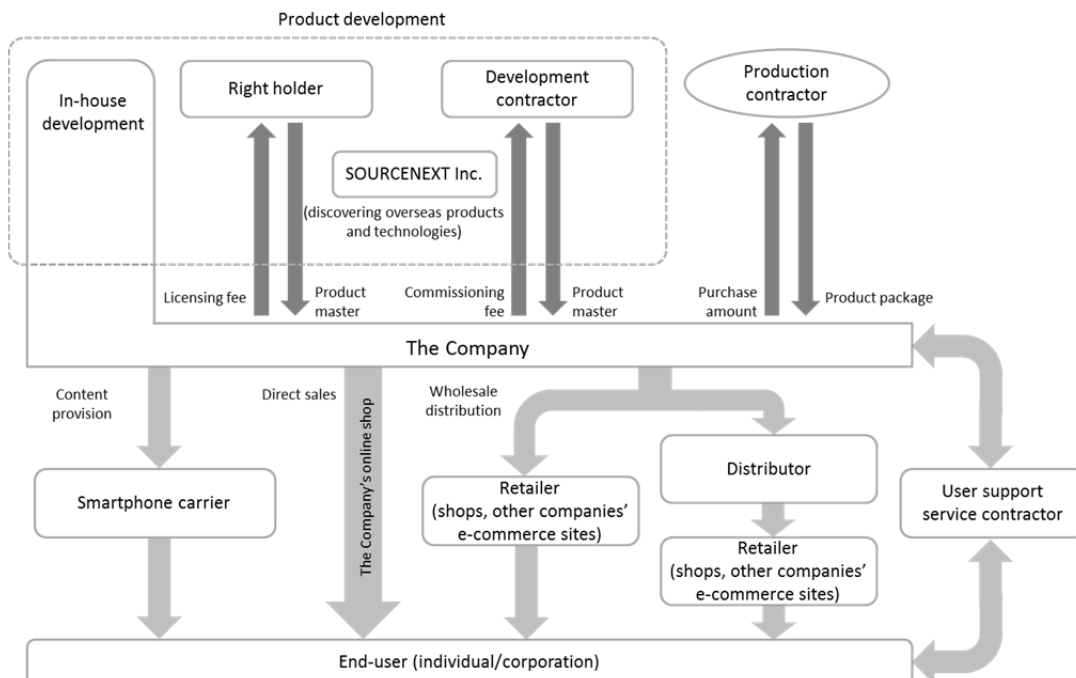 Product development
In-house
development
Right holder
Development
contractor
Production
contractor
SOURCENEXT Inc.
(discovering overseas products
and technologies)
Licensing fee
Product
master
Commissioning
fee
Product
master
Purchase
amount
Product package
The Company
Content
provision
Direct sales
Wholesale
distribution
The Company's online shop
Smartphone carrier
Retailer
(shops, other companies'
e-commerce sites)
Distributor
Retailer
(shops, other companies'
e-commerce sites)
User support
service contractor
End-user (individual/corporation)